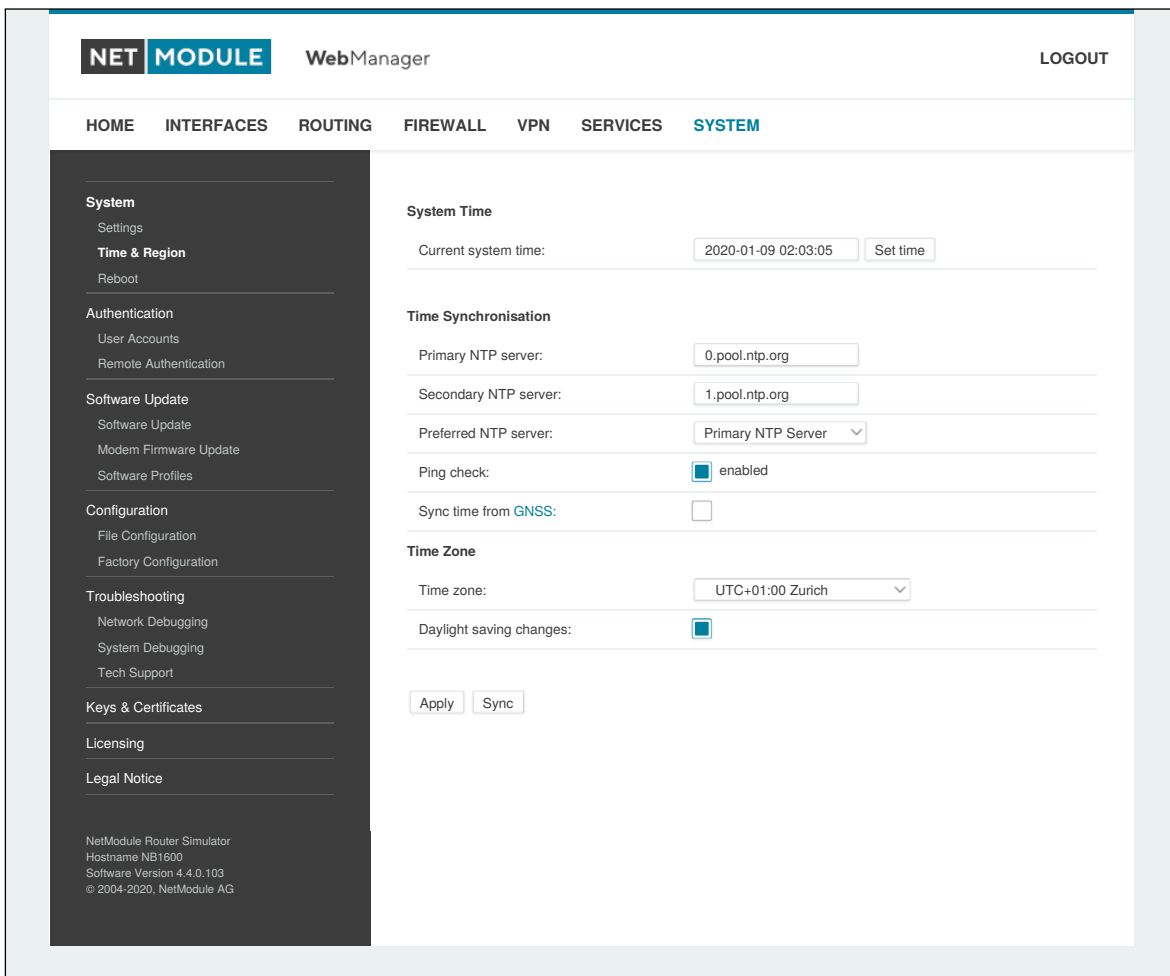 NET MODULE WebManager LOGOUT
HOME INTERFACES ROUTING FIREWALL VPN SERVICES SYSTEM
System
Settings
Time & Region
Reboot
Authentication
User Accounts
Remote Authentication
Software Update
Software Update
Modem Firmware Update
Software Profiles
Configuration
File Configuration
Factory Configuration
Troubleshooting
Network Debugging
System Debugging
Tech Support
Keys & Certificates
Licensing
Legal Notice
NetModule Router Simulator
Hostname NB1600
Software Version 4.4.0.103
© 2004-2020, NetModule AG
System Time
Current system time: 2020-01-09 02:03:05 Set time
Time Synchronisation
Primary NTP server: 0.pool.ntp.org
Secondary NTP server: 1.pool.ntp.org
Preferred NTP server: Primary NTP Server
Ping check: enabled
Sync time from GNSS:
Time Zone
Time zone: UTC+01:00 Zurich
Daylight saving changes:
Apply Sync